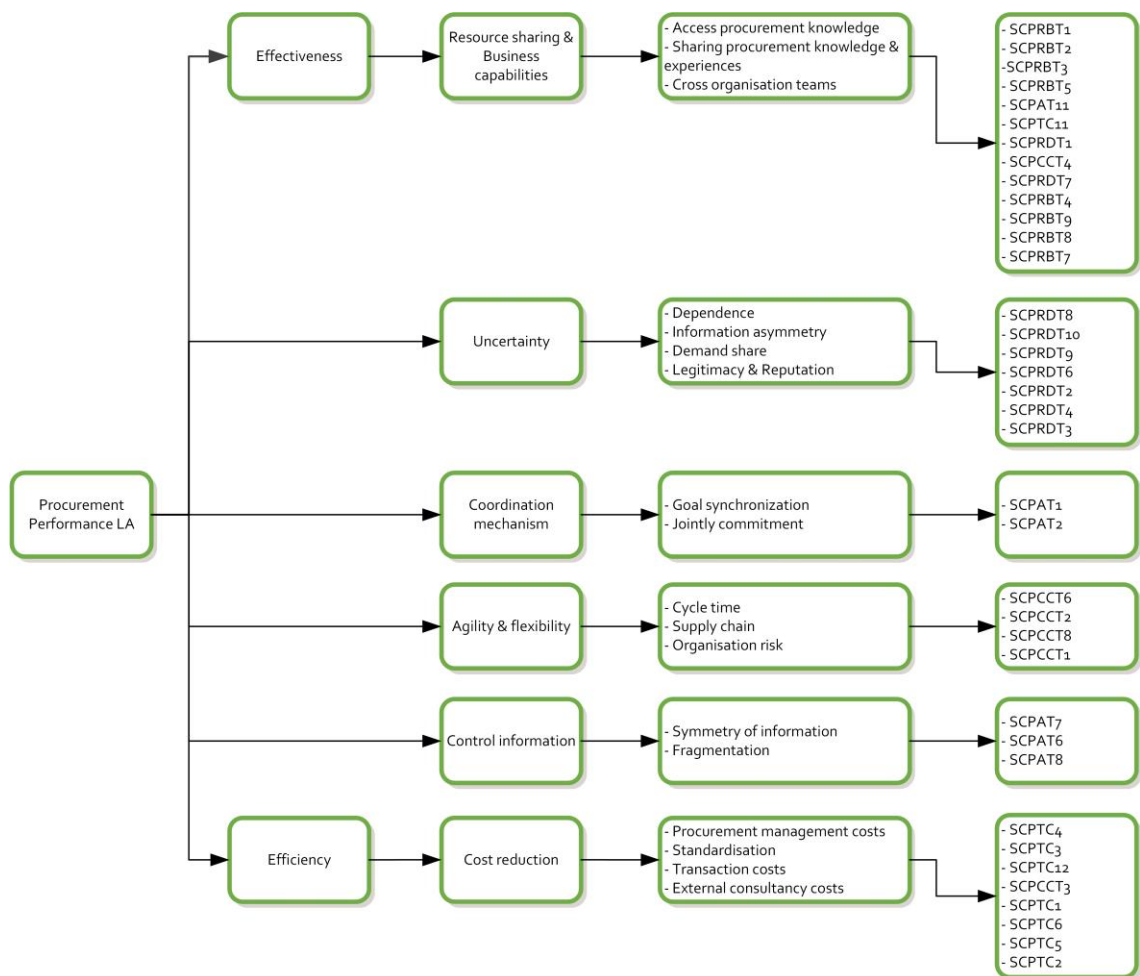 Effectiveness
Resource sharing &
Business
capabilities
- Access procurement knowledge
- Sharing procurement knowledge &
experiences
- Cross organisation teams
- SCPRBT1
- SCPRBT2
-SCPRBT3
- SCPRBT5
- SCPAT11
- SCPTC11
- SCPRDT1
- SCPCCT4
- SCPRDT7
- SCPRBT4
- SCPRBT9
- SCPRBT8
- SCPRBT7
Uncertainty
- Dependence
- Information asymmetry
- Demand share
- Legitimacy & Reputation
- SCPRDT8
- SCPRDT10
- SCPRDT9
- SCPRDT6
- SCPRDT2
- SCPRDT4
- SCPRDT3
Procurement
Performance LA
Coordination
mechanism
- Goal synchronization
- Jointly commitment
- SCPAT1
- SCPAT2
Agility & flexibility
- Cycle time
- Supply chain
- Organisation risk
- SCPCCT6
- SCPCCT2
- SCPCCT8
- SCPCCT1
Control information
- Symmetry of information
- Fragmentation
- SCPAT7
- SCPAT6
- SCPAT8
Efficiency
Cost reduction
- Procurement management costs
- Standardisation
- Transaction costs
- External consultancy costs
- SCPTC4
- SCPTC3
- SCPTC12
- SCPCCT3
- SCPTC1
- SCPTC6
- SCPTC5
- SCPTC2